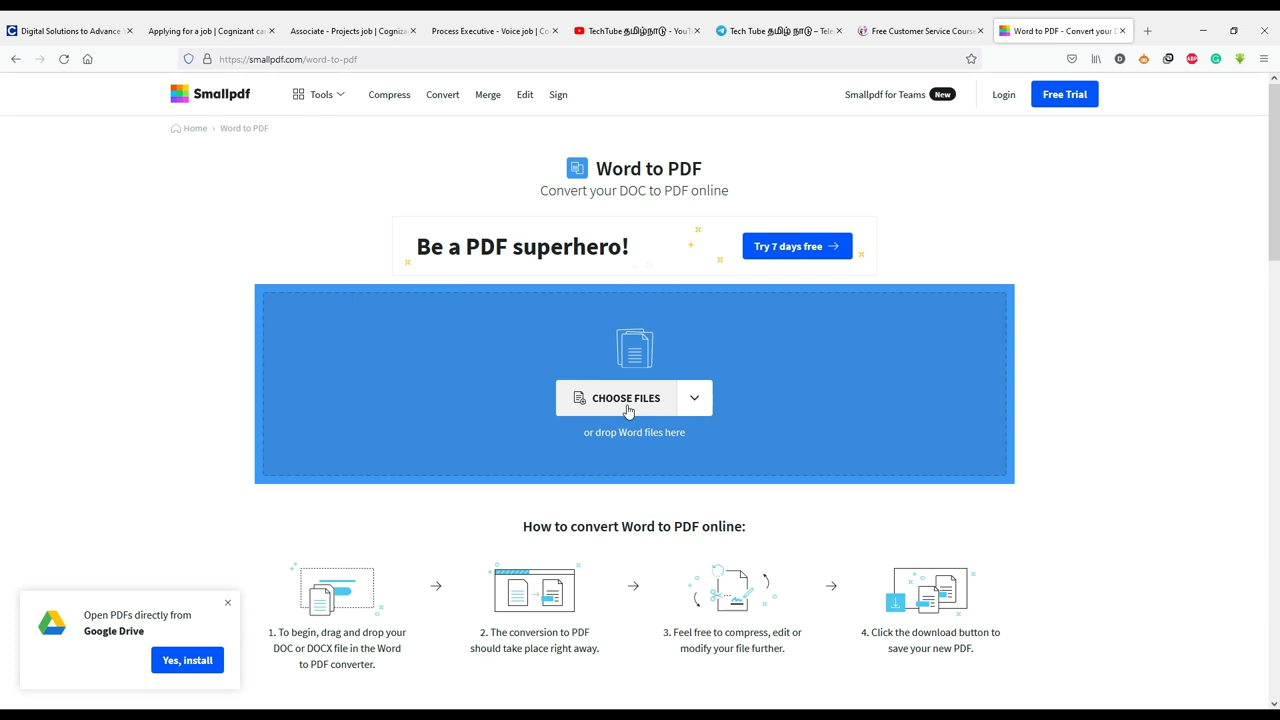 Digital Solutions to Advance
Applying for a job | Cognizant ca
Associate - Projects job | Cogniza
Process Executive - Voice job | Co
TechTube தமிழ்நாடு - YouT
Tech Tube தமிழ் நாடு – Tele
Free Customer Service Course
Word to PDF - Convert your D
https://smallpdf.com/word-to-pdf
Smallpdf
Tools
Compress
Convert
Merge
Edit
Sign
Smallpdf for Teams
New
Login
Free Trial
Home › Word to PDF
Word to PDF
Convert your DOC to PDF online
Be a PDF superhero!
Try 7 days free
CHOOSE FILES
or drop Word files here
How to convert Word to PDF online:
1. To begin, drag and drop your
DOC or DOCX file in the Word
to PDF converter.
2. The conversion to PDF
should take place right away.
3. Feel free to compress, edit or
modify your file further.
4. Click the download button to
save your new PDF.
Open PDFs directly from
Google Drive
Yes, install